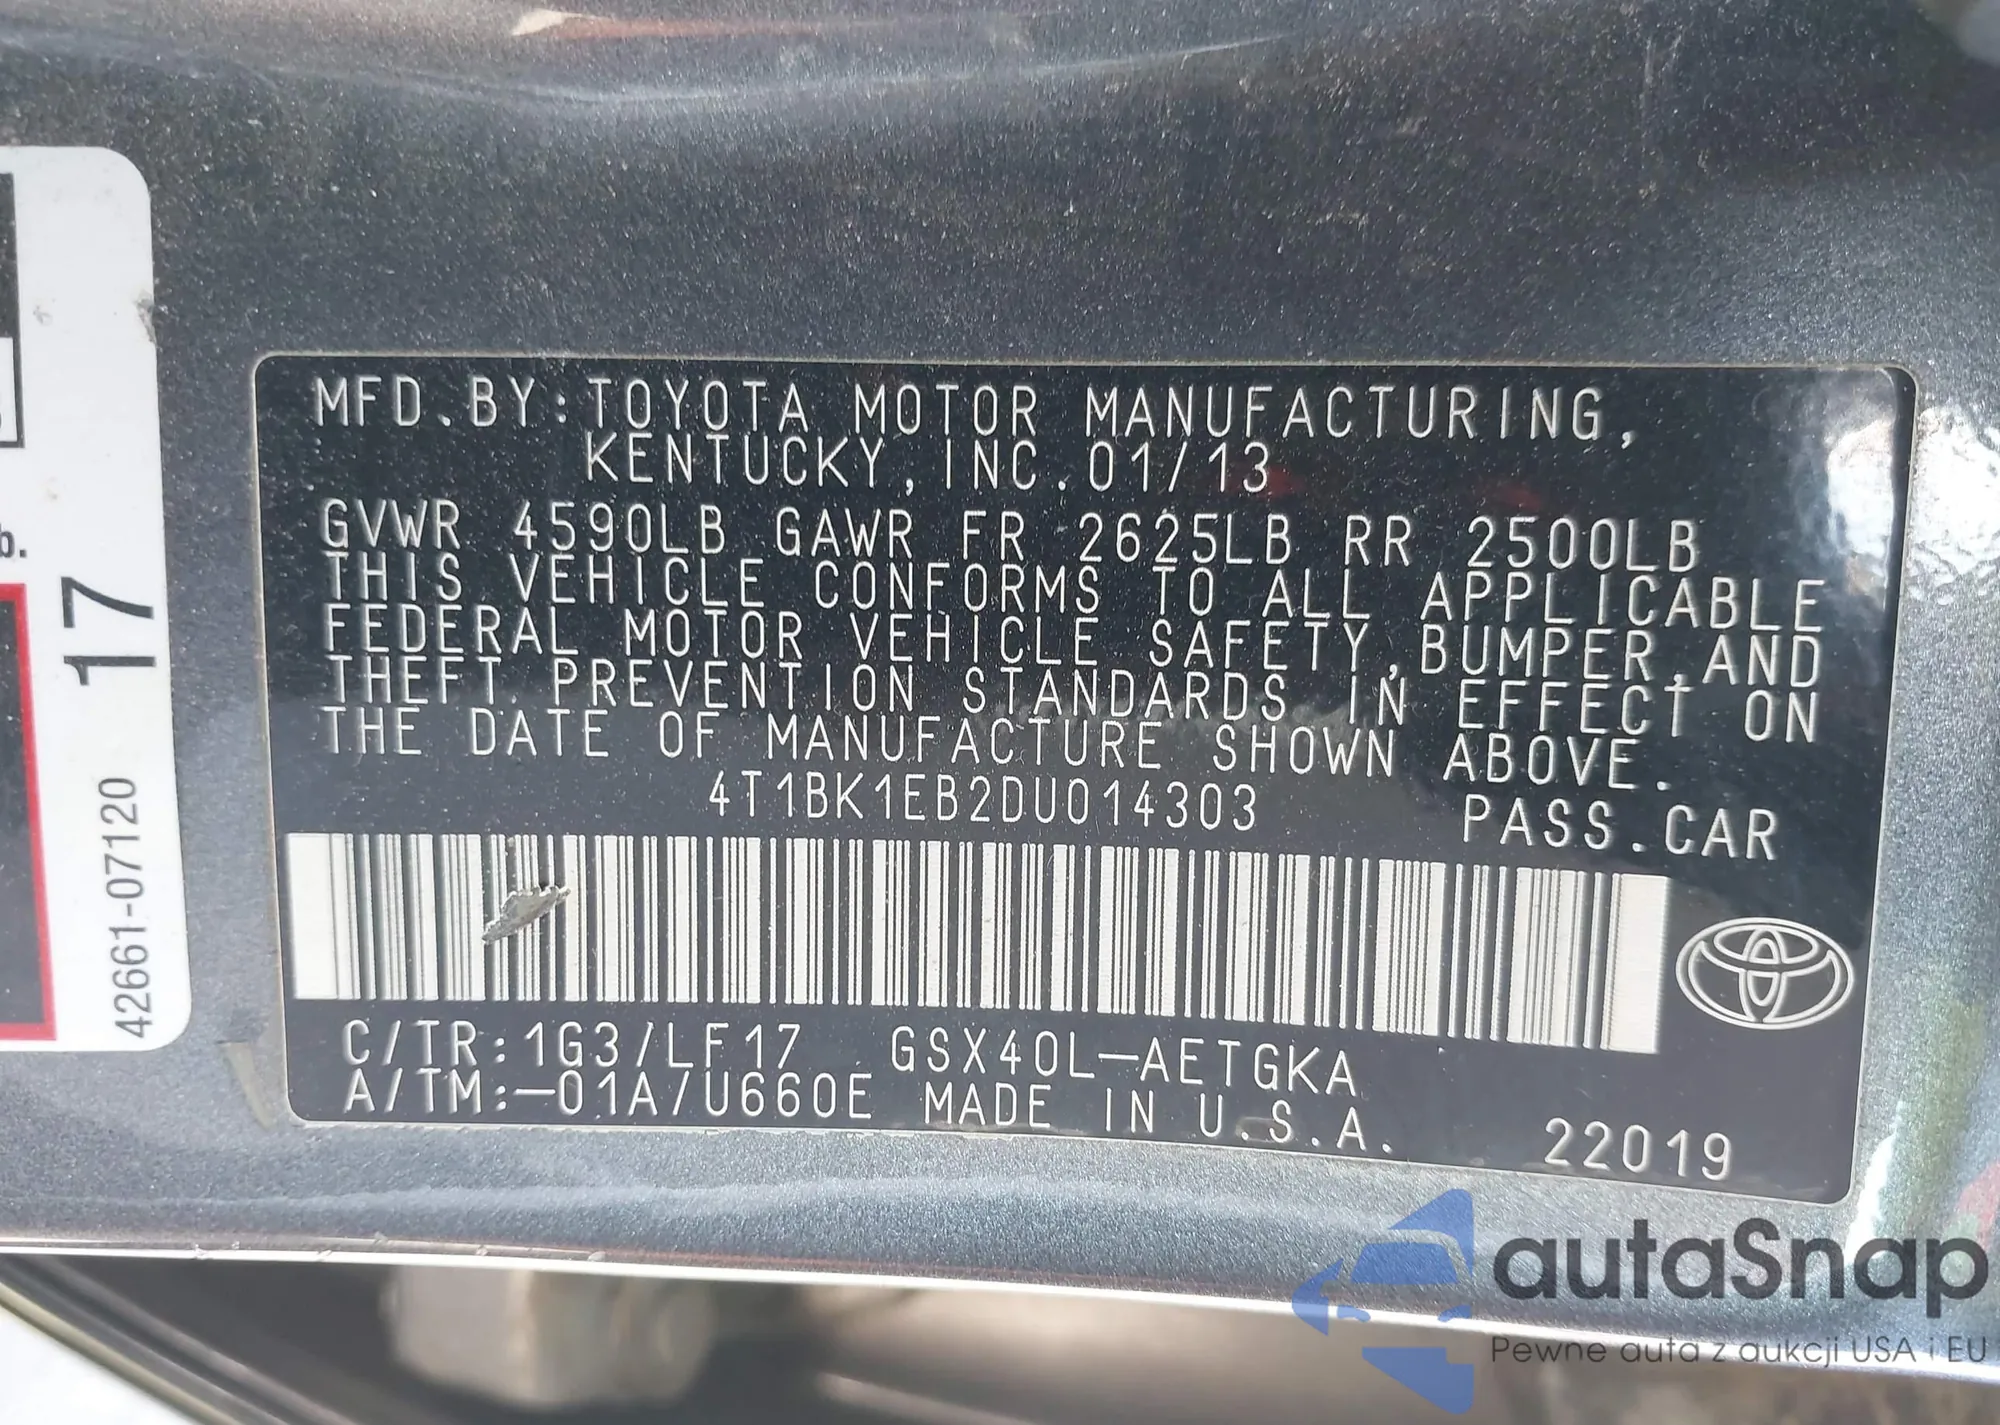 b.
17
42661-07120
MFD.BY:TOYOTA MOTOR MANUFACTURING,
KENTUCKY,INC.01/13
GVWR 4590LB GAWR FR 2625LB RR 2500LB
THIS VEHICLE CONFORMS TO ALL APPLICABLE
FEDERAL MOTOR VEHICLE SAFETY,BUMPER,AND
THEFT PREVENTION STANDARDS IN EFFECT ON
THE DATE OF MANUFACTURE SHOWN ABOVE.
4T1BK1EB2DU014303
PASS.CAR
C/TR:1G3/LF17 GSX40L-AETGKA
A/TM:-01A/U660E MADE IN U.S.A.
22019
autaSnap
Pewne auta z aukcji USA i EU